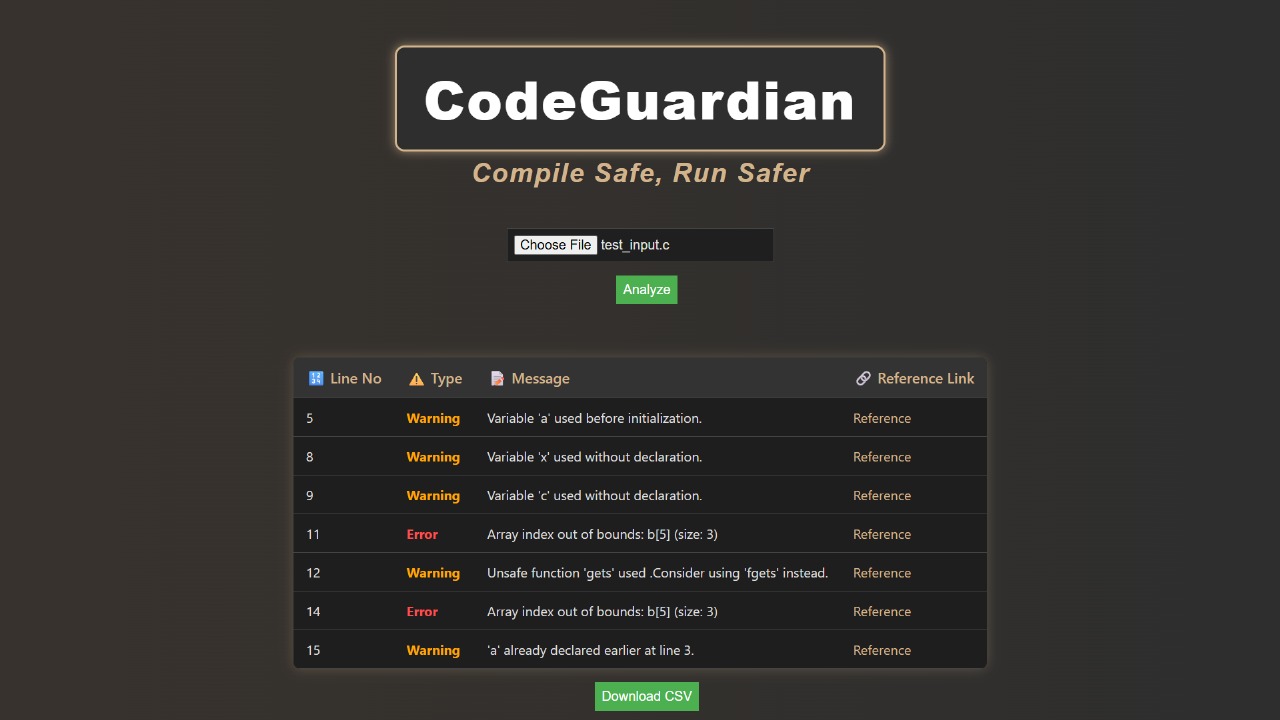 CodeGuardian
Compile Safe, Run Safer
Choose File test_input.c
Analyze
Line No Type Message Reference Link
5 Warning Variable 'a' used before initialization. Reference
8 Warning Variable 'x' used without declaration. Reference
9 Warning Variable 'c' used without declaration. Reference
11 Error Array index out of bounds: b[5] (size: 3) Reference
12 Warning Unsafe function 'gets' used .Consider using 'fgets' instead. Reference
14 Error Array index out of bounds: b[5] (size: 3) Reference
15 Warning 'a' already declared earlier at line 3. Reference
Download CSV